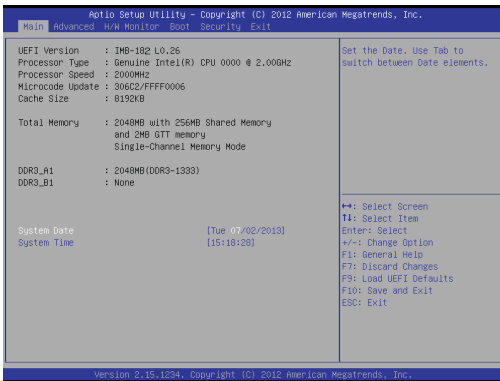 Aptio Setup Utility – Copyright (C) 2012 American Megatrends, Inc.
Main Advanced H/W Monitor Boot Security Exit
UEFI Version : IMB-182 L0.26
Processor Type : Genuine Intel(R) CPU 0000 @ 2.00GHz
Processor Speed : 2000MHz
Microcode Update : 306C2/FFFF0006
Cache Size : 8192KB
Total Memory : 2048MB with 256MB Shared Memory
and 2MB GTT memory
Single-Channel Memory Mode
DDR3_A1 : 2048MB(DDR3-1333)
DDR3_B1 : None
System Date [Tue 07/02/2013]
System Time [15:18:28]
Set the Date. Use Tab to
switch between Date elements.
↔: Select Screen
↑↓: Select Item
Enter: Select
+/-: Change Option
F1: General Help
F7: Discard Changes
F9: Load UEFI Defaults
F10: Save and Exit
ESC: Exit
Version 2.15.1234. Copyright (C) 2012 American Megatrends, Inc.